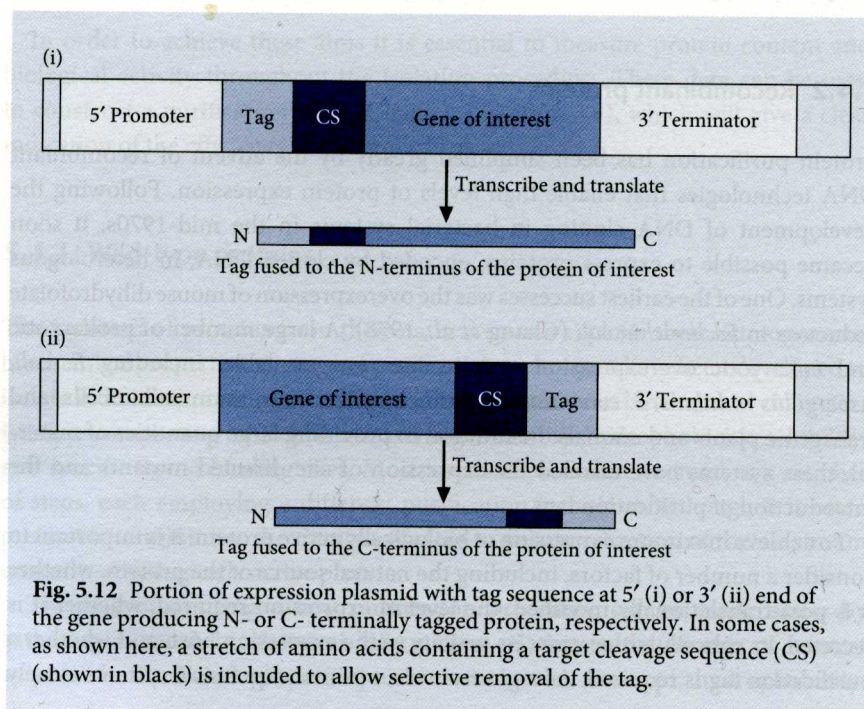 (i)
5′ Promoter Tag CS Gene of interest 3′ Terminator
Transcribe and translate
N C
Tag fused to the N-terminus of the protein of interest
(ii)
5′ Promoter Gene of interest CS Tag 3′ Terminator
Transcribe and translate
N C
Tag fused to the C-terminus of the protein of interest
Fig. 5.12 Portion of expression plasmid with tag sequence at 5′ (i) or 3′ (ii) end of
the gene producing N- or C- terminally tagged protein, respectively. In some cases,
as shown here, a stretch of amino acids containing a target cleavage sequence (CS)
(shown in black) is included to allow selective removal of the tag.